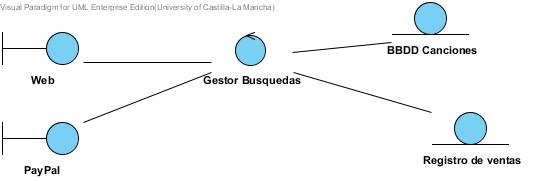 Visual Paradigm for UML Enterprise Edition(University of Castilla-La Mancha)
BBDD Canciones
Web
Gestor Busquedas
Registro de ventas
PayPal